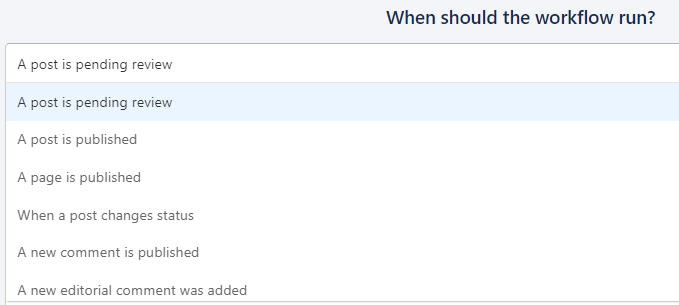 When should the workflow run?
A post is pending review
A post is pending review
A post is published
A page is published
When a post changes status
A new comment is published
A new editorial comment was added